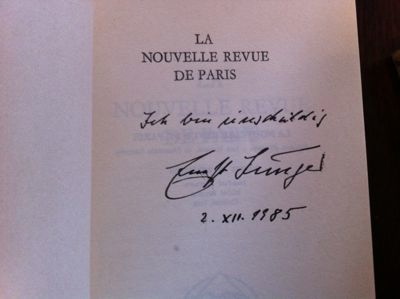 LA
NOUVELLE REVUE
DE PARIS
Ich bin unschuldig
Ernst Jünger
2. XII. 1985